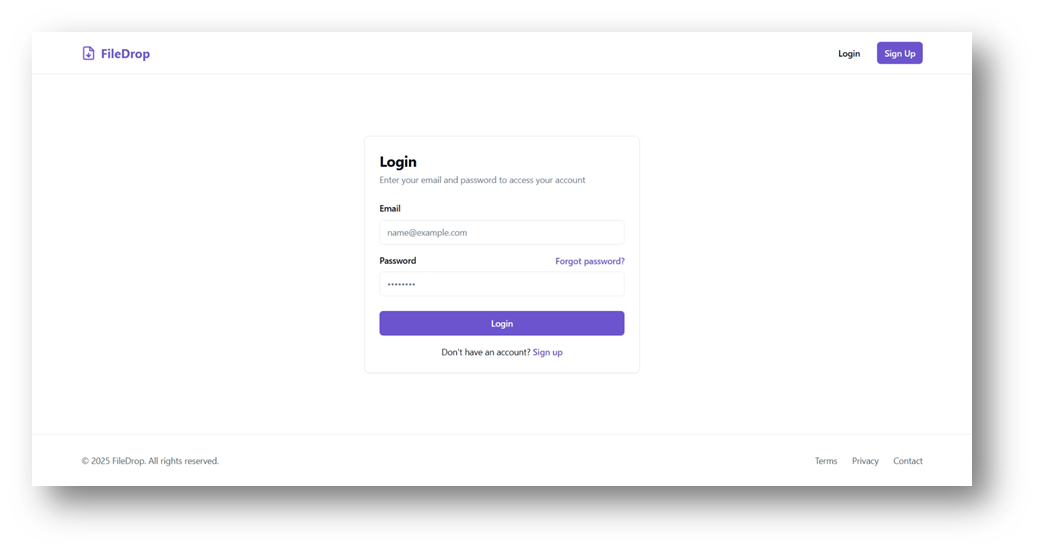 FileDrop
Login
Sign Up
Login
Enter your email and password to access your account
Email
name@example.com
Password
Forgot password?
••••••••
Login
Don't have an account? Sign up
© 2025 FileDrop. All rights reserved.
Terms
Privacy
Contact